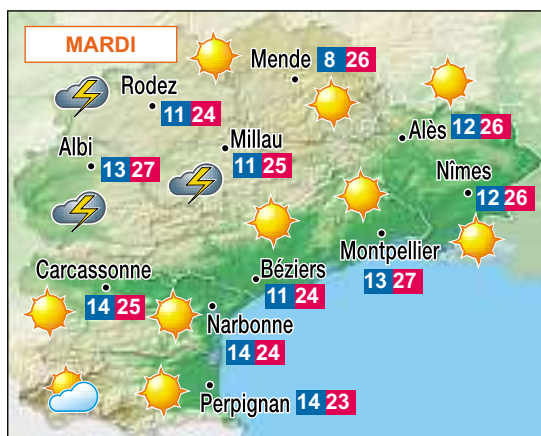 MARDI
Mende 8 26
Rodez
11 24
Alès 12 26
Millau
11 25
Albi
13 27
Nîmes
12 26
Montpellier
13 27
Béziers
11 24
Carcassonne
14 25
Narbonne
14 24
Perpignan 14 23